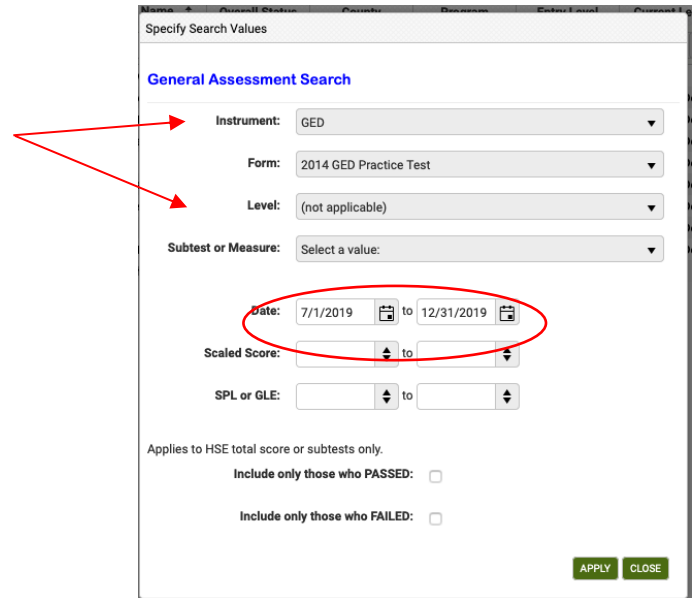 Name Overall Status County Program Entry Level Current Le
Specify Search Values
General Assessment Search
Instrument: GED
Form: 2014 GED Practice Test
Level: (not applicable)
Subtest or Measure: Select a value:
Date: 7/1/2019 to 12/31/2019
Scaled Score: to
SPL or GLE: to
Applies to HSE total score or subtests only.
Include only those who PASSED:
Include only those who FAILED:
APPLY CLOSE